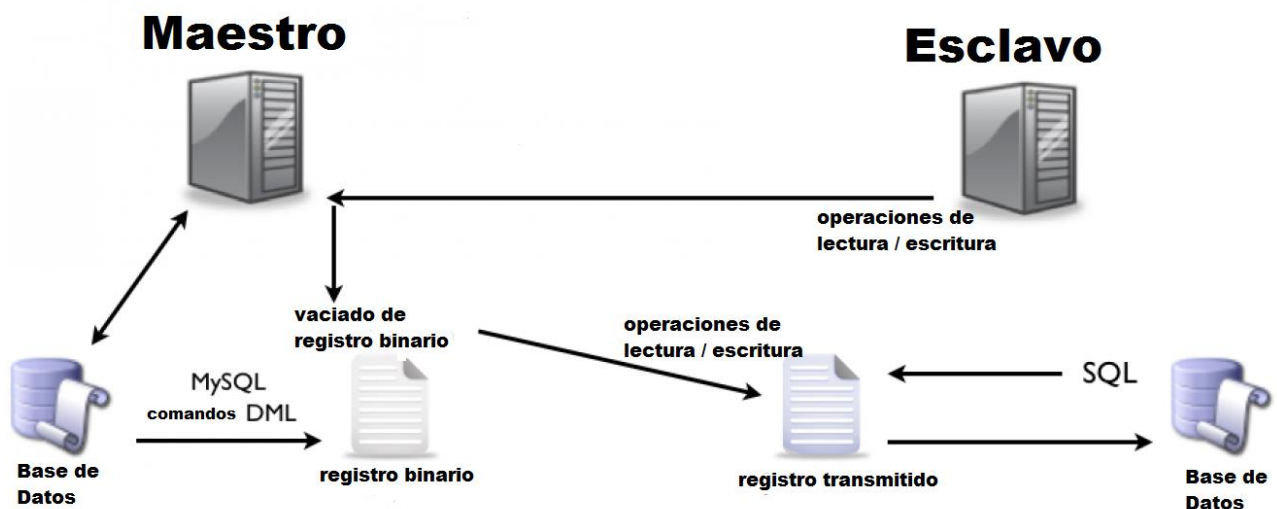 Maestro
Esclavo
operaciones de
lectura / escritura
vaciado de
registro binario
operaciones de
lectura / escritura
MySQL
comandos DML
SQL
Base de
Datos
registro binario
registro transmitido
Base de
Datos